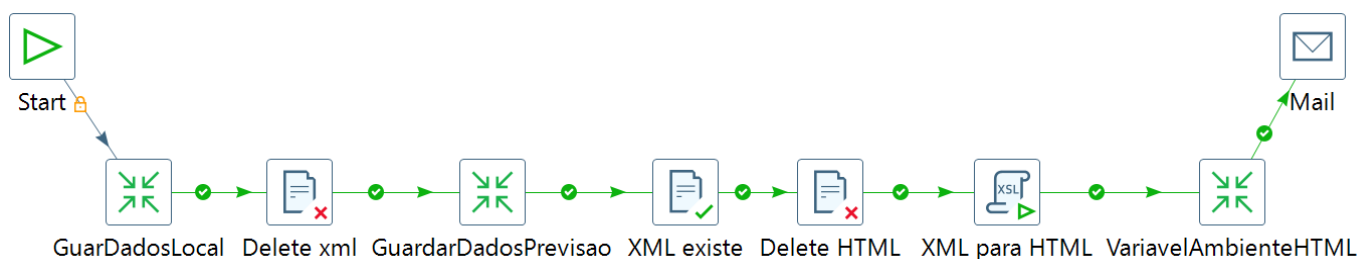 Start
Mail
GuarDadosLocal
Delete xml
GuardarDadosPrevisao
XML existe
Delete HTML
XSL
XML para HTML
VariavelAmbienteHTML